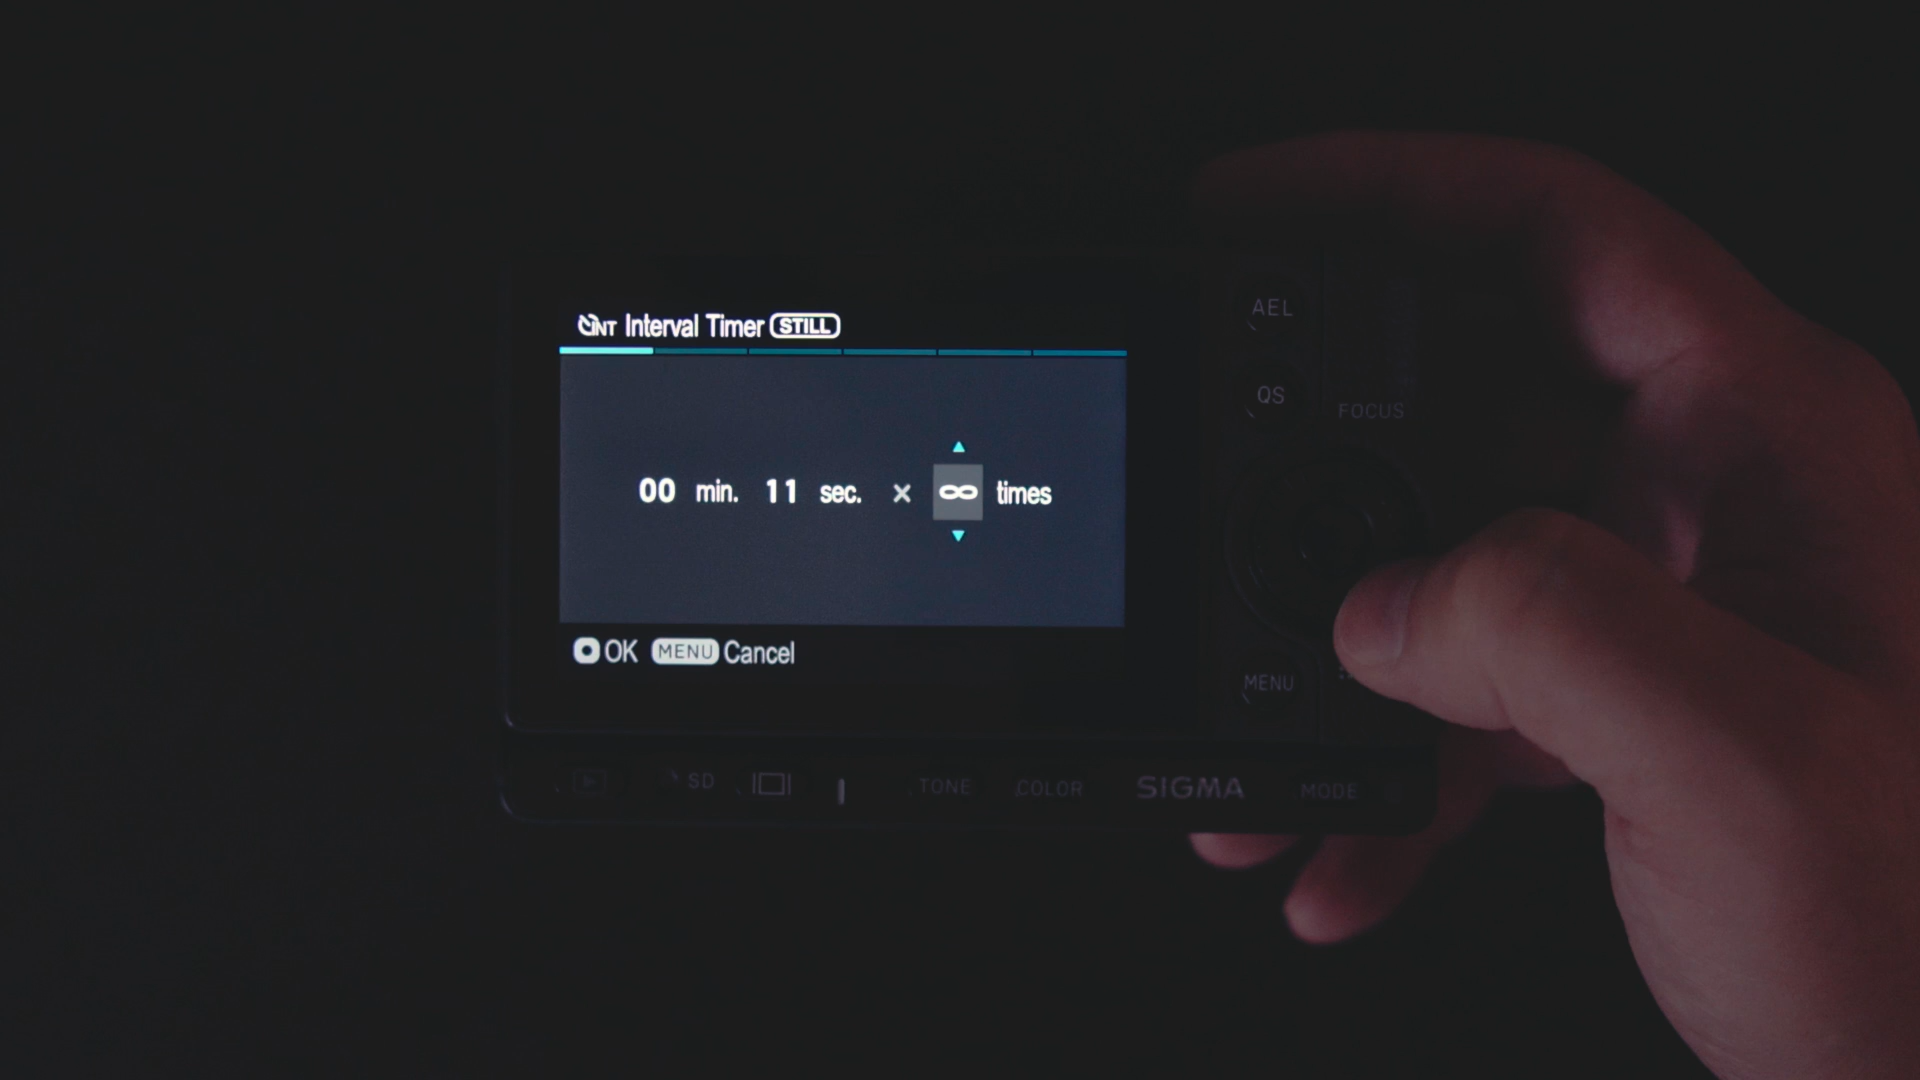 INT Interval Timer STILL
00 min. 11 sec. × ∞ times
OK MENU Cancel
AEL
QS
FOCUS
MENU
SD
TONE
COLOR
SIGMA
MODE